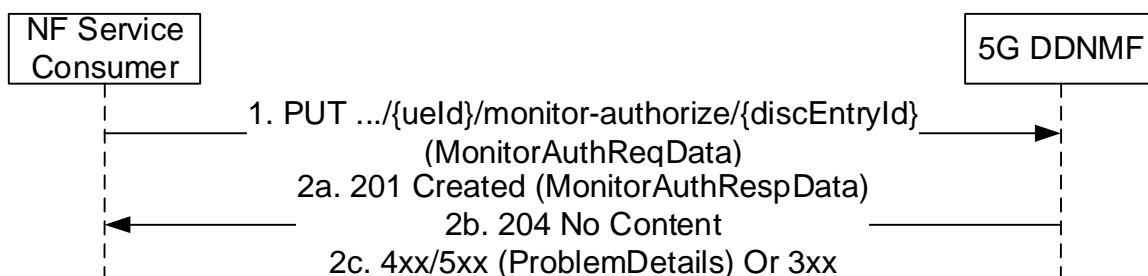 NF Service
Consumer
5G DDNMF
1. PUT .../{ueId}/monitor-authorize/{discEntryId}
(MonitorAuthReqData)
2a. 201 Created (MonitorAuthRespData)
2b. 204 No Content
2c. 4xx/5xx (ProblemDetails) Or 3xx